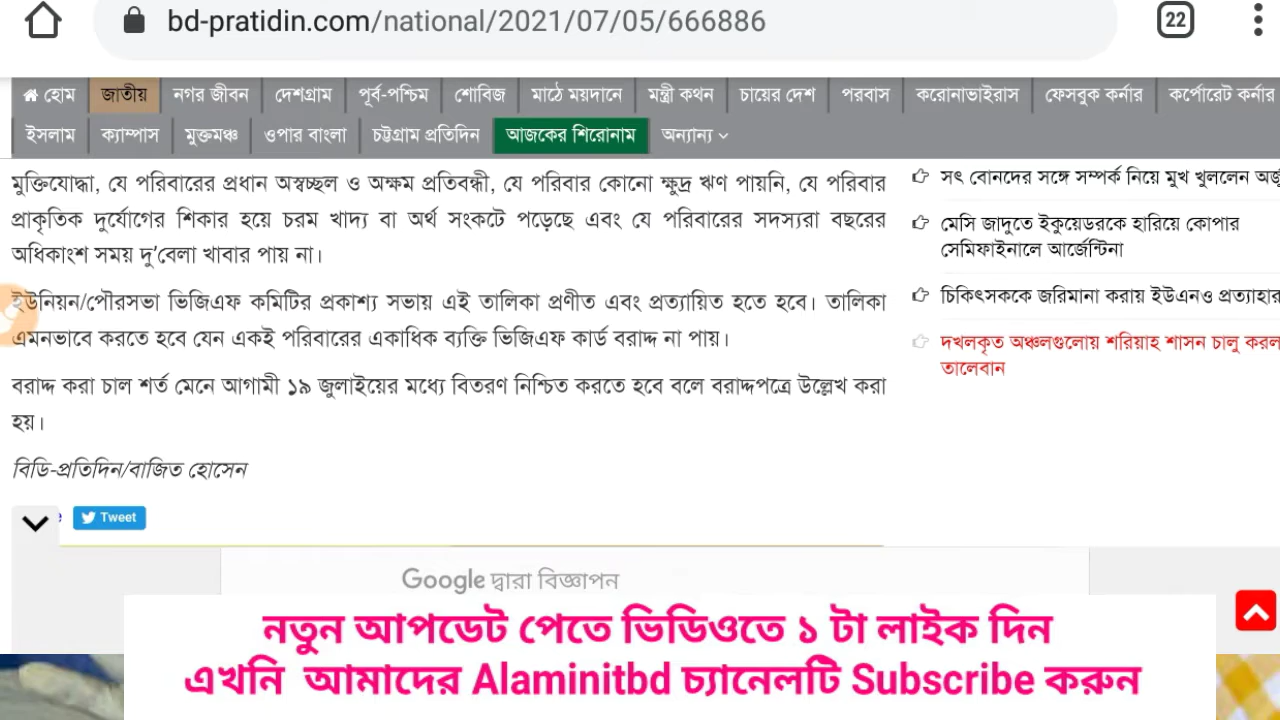 bd-pratidin.com/national/2021/07/05/666886
22
হোম জাতীয় নগর জীবন দেশগ্রাম পূর্ব-পশ্চিম শোবিজ মাঠে ময়দানে মন্ত্রী কথন চায়ের দেশ পরবাস করোনাভাইরাস ফেসবুক কর্নার কর্পোরেট কর্নার
ইসলাম ক্যাম্পাস মুক্তমঞ্চ ওপার বাংলা চট্টগ্রাম প্রতিদিন আজকের শিরোনাম অন্যান্য
মুক্তিযোদ্ধা, যে পরিবারের প্রধান অস্বচ্ছল ও অক্ষম প্রতিবন্ধী, যে পরিবার কোনো ক্ষুদ্র ঋণ পায়নি, যে পরিবার
প্রাকৃতিক দুর্যোগের শিকার হয়ে চরম খাদ্য বা অর্থ সংকটে পড়েছে এবং যে পরিবারের সদস্যরা বছরের
অধিকাংশ সময় দু'বেলা খাবার পায় না।
ইউনিয়ন/পৌরসভা ভিজিএফ কমিটির প্রকাশ্য সভায় এই তালিকা প্রণীত এবং প্রত্যায়িত হতে হবে। তালিকা
এমনভাবে করতে হবে যেন একই পরিবারের একাধিক ব্যক্তি ভিজিএফ কার্ড বরাদ্দ না পায়।
বরাদ্দ করা চাল শর্ত মেনে আগামী ১৯ জুলাইয়ের মধ্যে বিতরণ নিশ্চিত করতে হবে বলে বরাদ্দপত্রে উল্লেখ করা
হয়।
বিডি-প্রতিদিন/বাজিত হোসেন
Tweet
সৎ বোনদের সঙ্গে সম্পর্ক নিয়ে মুখ খুললেন
মেসি জাদুতে ইকুয়েডরকে হারিয়ে কোপার
সেমিফাইনালে আর্জেন্টিনা
চিকিৎসককে জরিমানা করায় ইউএনও প্রত্যাহার
দখলকৃত অঞ্চলগুলোয় শরিয়াহ শাসন চালু করল
তালেবান
Google দ্বারা বিজ্ঞাপন
নতুন আপডেট পেতে ভিডিওতে ১ টা লাইক দিন
এখনি আমাদের Alaminitbd চ্যানেলটি Subscribe করুন